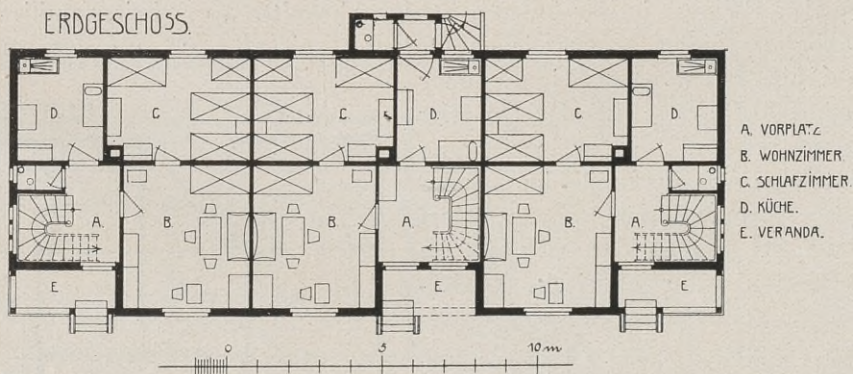 ERDGESCHOSS.
D. C. C. D. C. D.
A. VORPLATZ
B. WOHNZIMMER
C. SCHLAFZIMMER.
D. KÜCHE.
E. VERANDA.
A. B. B. A. B. A.
E. E. E.
0 5 10 m